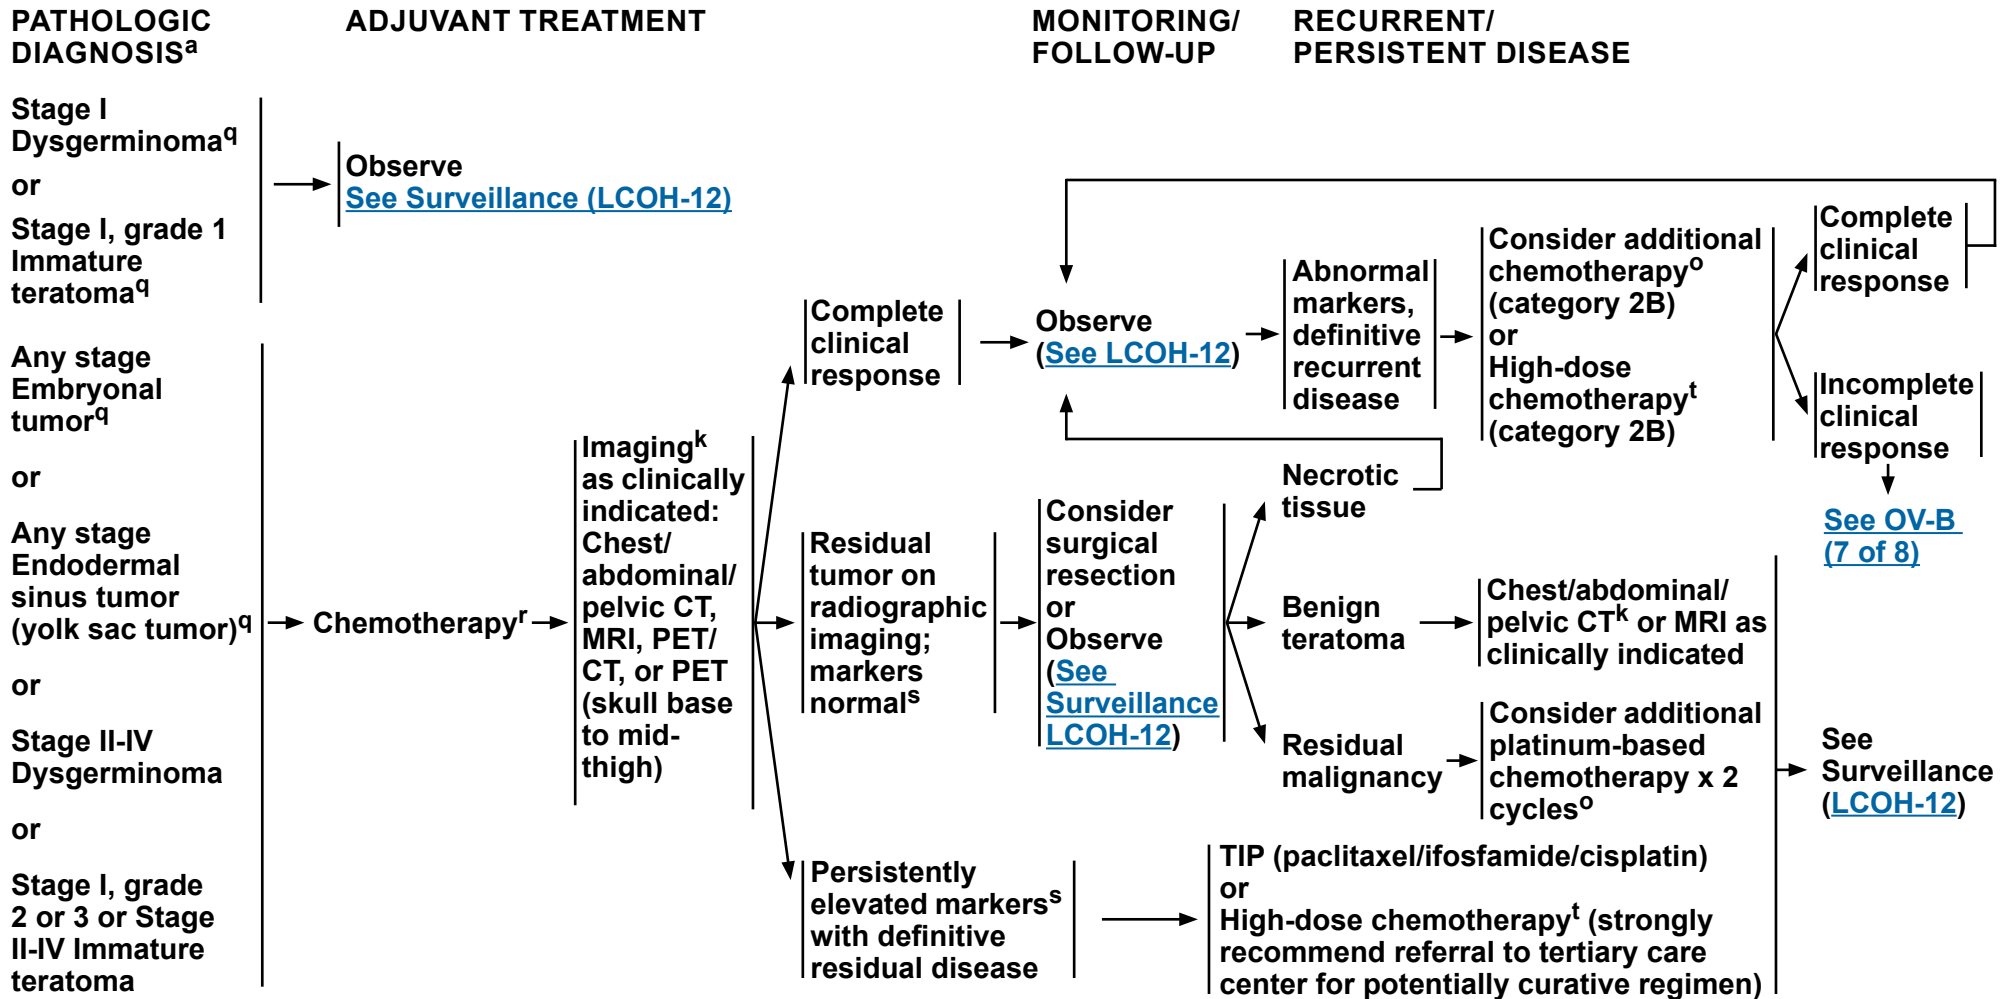 PATHOLOGIC
DIAGNOSISa
ADJUVANT TREATMENT
MONITORING/
FOLLOW-UP
RECURRENT/
PERSISTENT DISEASE
Stage I
Dysgerminomaq
or
Stage I, grade 1
Immature
teratomaq
Observe
See Surveillance (LCOH-12)
Any stage
Embryonal
tumorq
or
Any stage
Endodermal
sinus tumor
(yolk sac tumor)q
or
Stage II-IV
Dysgerminoma
or
Stage I, grade
2 or 3 or Stage
II-IV Immature
teratoma
Chemotherapyr
Imagingk
as clinically
indicated:
Chest/
abdominal/
pelvic CT,
MRI, PET/
CT, or PET
(skull base
to mid-
thigh)
Complete
clinical
response
Observe
(See LCOH-12)
Abnormal
markers,
definitive
recurrent
disease
Consider additional
chemotherapyo
(category 2B)
or
High-dose
chemotherapyt
(category 2B)
Complete
clinical
response
Incomplete
clinical
response
See OV-B
(7 of 8)
Residual
tumor on
radiographic
imaging;
markers
normals
Consider
surgical
resection
or
Observe
(See
Surveillance
LCOH-12)
Necrotic
tissue
Benign
teratoma
Chest/abdominal/
pelvic CTk or MRI as
clinically indicated
Residual
malignancy
Consider additional
platinum-based
chemotherapy x 2
cycleso
Persistently
elevated markerss
with definitive
residual disease
TIP (paclitaxel/ifosfamide/cisplatin)
or
High-dose chemotherapyt (strongly
recommend referral to tertiary care
center for potentially curative regimen)
See
Surveillance
(LCOH-12)